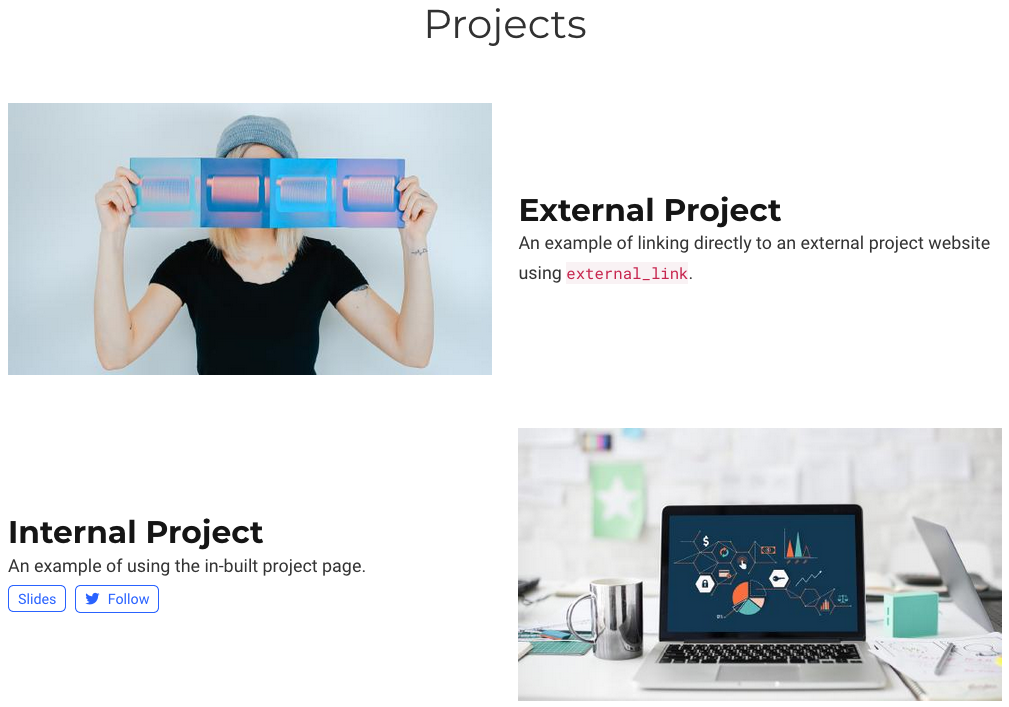 Projects
External Project
An example of linking directly to an external project website
using external_link.
Internal Project
An example of using the in-built project page.
Slides
Follow
$